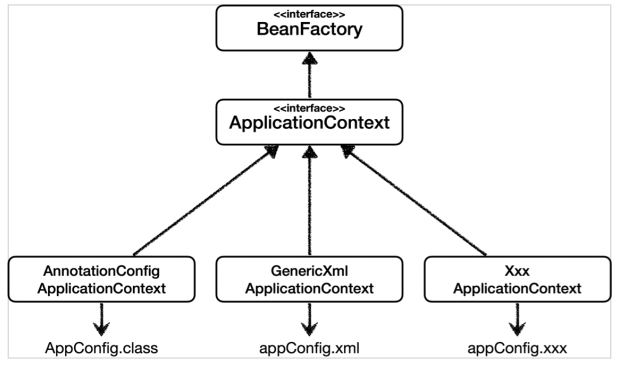 <<interface>>
BeanFactory
<<interface>>
ApplicationContext
AnnotationConfig
ApplicationContext
GenericXml
ApplicationContext
Xxx
ApplicationContext
AppConfig.class
appConfig.xml
appConfig.xxx